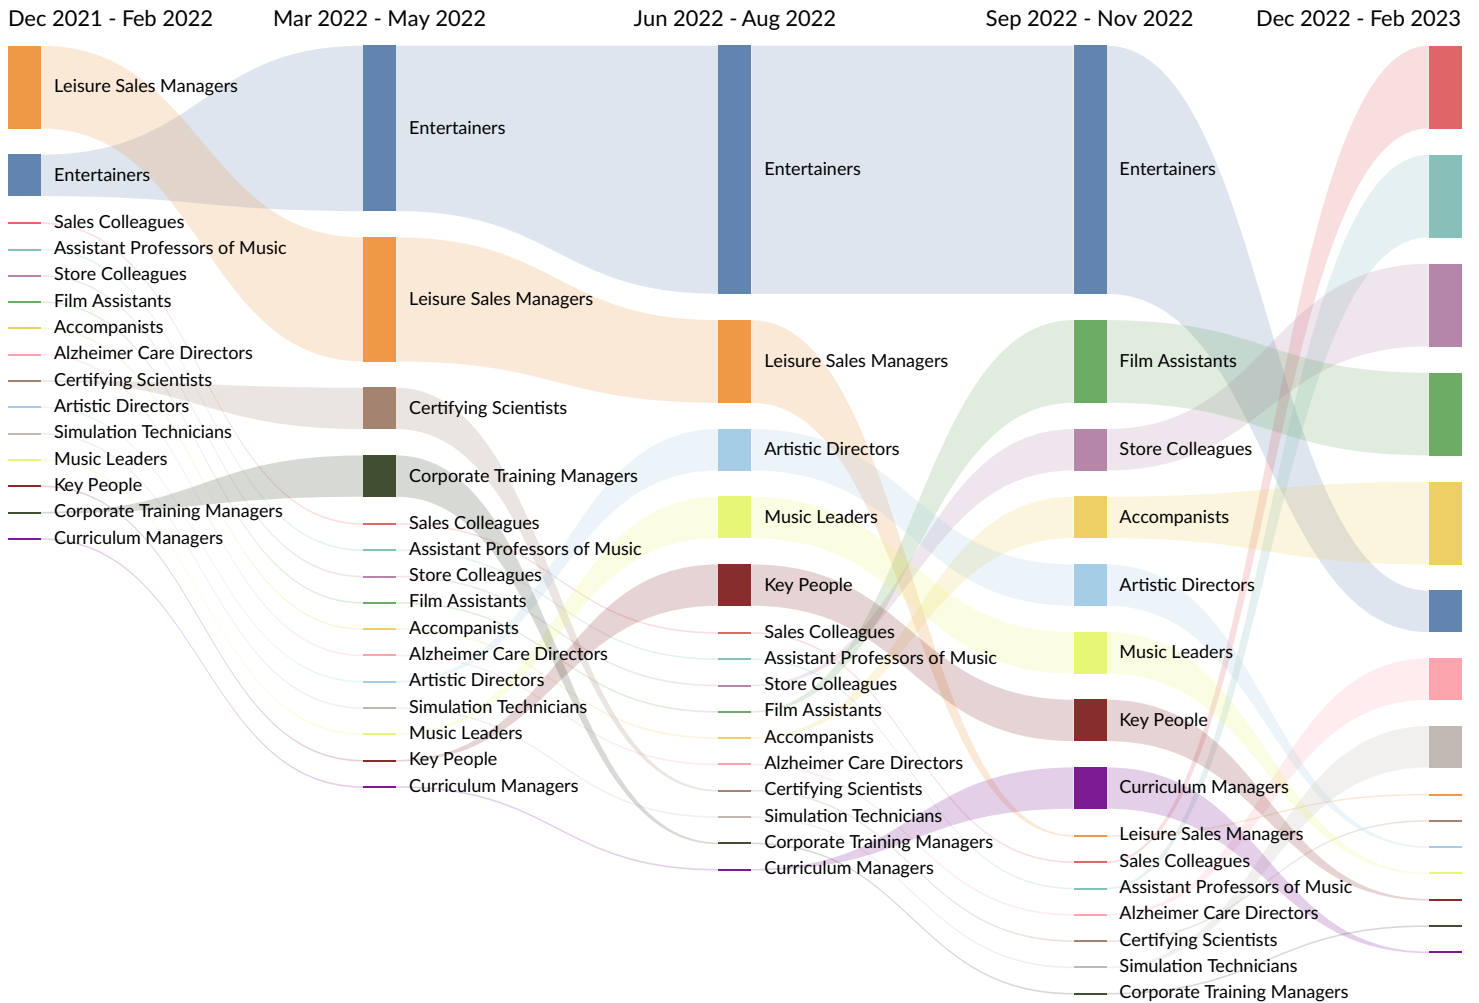 Dec 2021 - Feb 2022
Mar 2022 - May 2022
Jun 2022 - Aug 2022
Sep 2022 - Nov 2022
Dec 2022 - Feb 2023
Leisure Sales Managers
Entertainers
Sales Colleagues
Assistant Professors of Music
Store Colleagues
Film Assistants
Accompanists
Alzheimer Care Directors
Certifying Scientists
Artistic Directors
Simulation Technicians
Music Leaders
Key People
Corporate Training Managers
Curriculum Managers
Entertainers
Leisure Sales Managers
Certifying Scientists
Corporate Training Managers
Sales Colleagues
Assistant Professors of Music
Store Colleagues
Film Assistants
Accompanists
Alzheimer Care Directors
Artistic Directors
Simulation Technicians
Music Leaders
Key People
Curriculum Managers
Entertainers
Leisure Sales Managers
Artistic Directors
Music Leaders
Key People
Sales Colleagues
Assistant Professors of Music
Store Colleagues
Film Assistants
Accompanists
Alzheimer Care Directors
Certifying Scientists
Simulation Technicians
Corporate Training Managers
Curriculum Managers
Entertainers
Film Assistants
Store Colleagues
Accompanists
Artistic Directors
Music Leaders
Key People
Curriculum Managers
Leisure Sales Managers
Sales Colleagues
Assistant Professors of Music
Alzheimer Care Directors
Certifying Scientists
Simulation Technicians
Corporate Training Managers